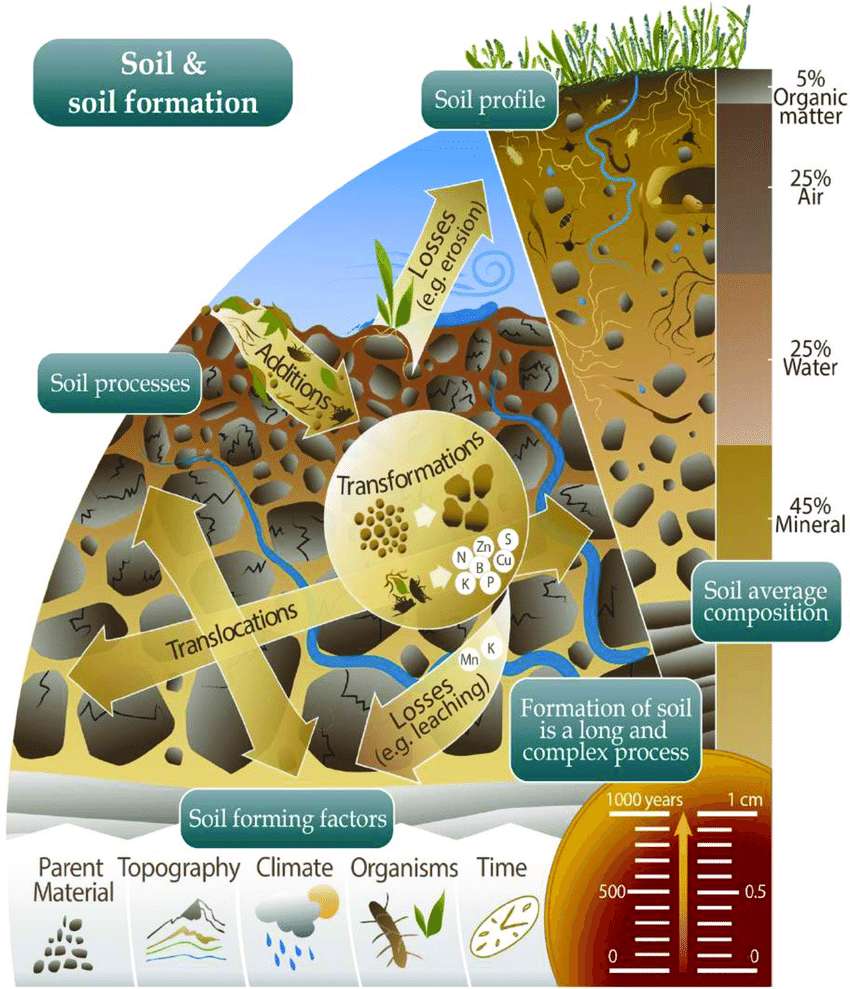 Soil &
soil formation
Soil profile
5%
Organic
matter
25%
Air
25%
Water
45%
Mineral
Soil average
composition
Losses
(e.g. erosion)
Additions
Soil processes
Transformations
N
Zn
S
B
Cu
K
P
Translocations
Mn
K
Losses
(e.g. leaching)
Formation of soil
is a long and
complex process
1000 years
1 cm
500
0.5
0
0
Soil forming factors
Parent
Material
Topography
Climate
Organisms
Time